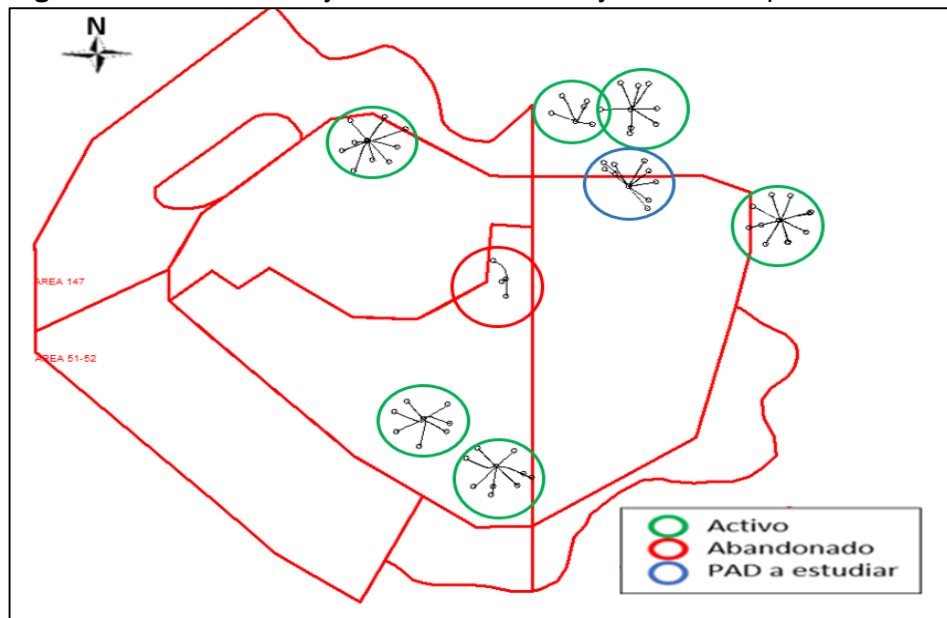 N
AREA 147
AREA 51-52
Activo
Abandonado
PAD a estudiar